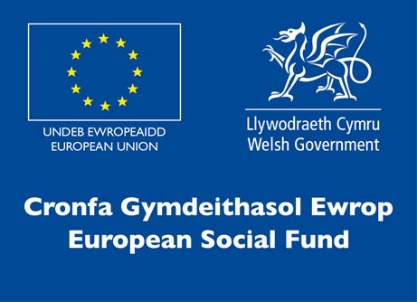 UNDEB EWROPEAIDD
EUROPEAN UNION
Llywodraeth Cymru
Welsh Government
Cronfa Gymdeithasol Ewrop
European Social Fund